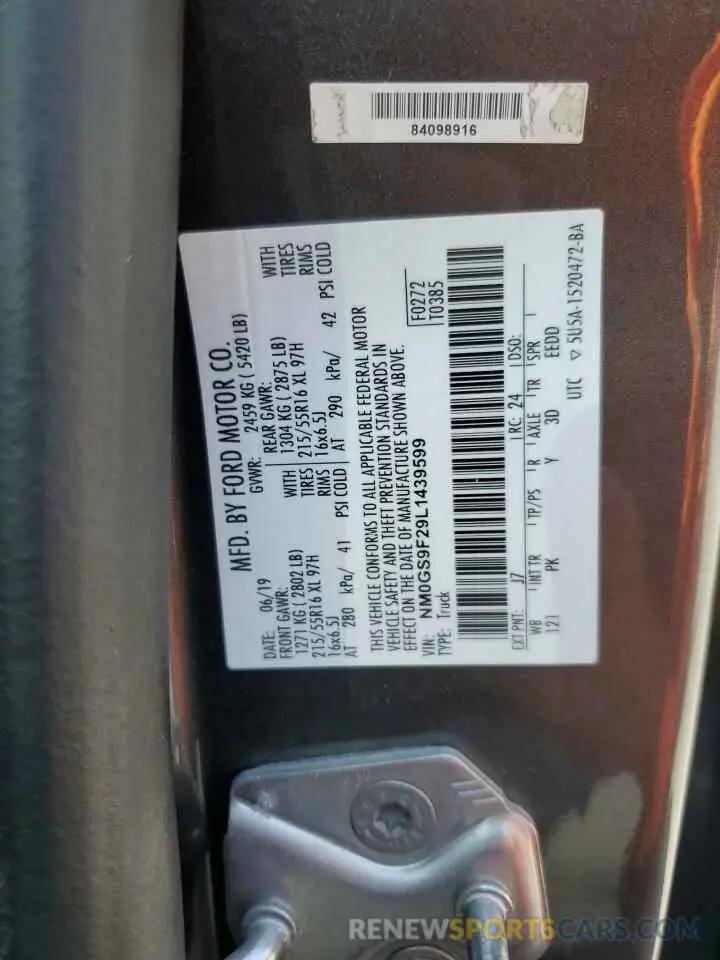 84098916
MFD. BY FORD MOTOR CO.
DATE: 06/19 GVWR: 2459 KG ( 5420 LB)
FRONT GAWR: REAR GAWR:
1271 KG ( 2802 LB) WITH 1304 KG ( 2875 LB) WITH
215/55R16 XL 97H TIRES 215/55R16 XL 97H TIRES
16x6.5J RIMS 16x6.5J RIMS
AT 280 kPa/ 41 PSI COLD AT 290 kPa/ 42 PSI COLD
THIS VEHICLE CONFORMS TO ALL APPLICABLE FEDERAL MOTOR
VEHICLE SAFETY AND THEFT PREVENTION STANDARDS IN
EFFECT ON THE DATE OF MANUFACTURE SHOWN ABOVE.
VIN: NM0GS9F29L1439599
TYPE: Truck
F0272
T0385
EXT PNT: 17 RC: 24 DSO:
WB INT TR TP/PS R AXLE TR SPR
121 PK Y 3D EEDD
UTC ▽ 5U5A-1520472-BA
RENEWSPORTSCARS.COM